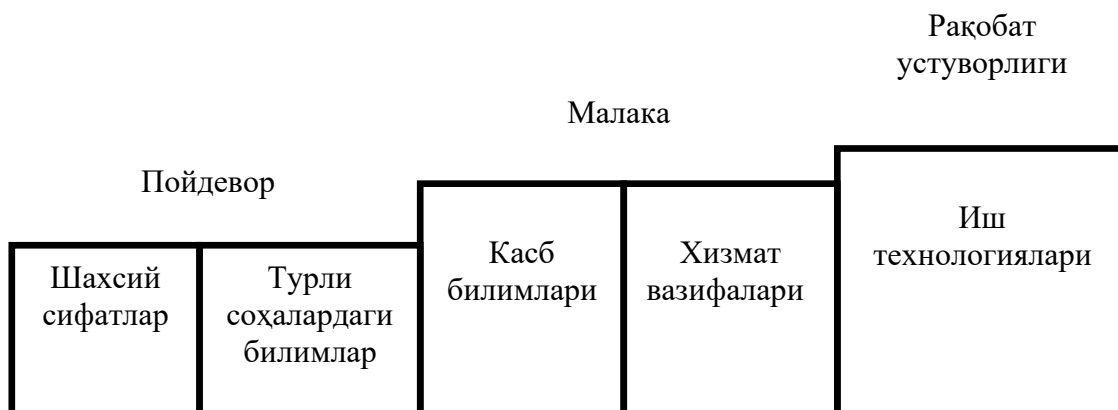 Рақобат
устуворлиги
Малака
Пойдевор
Шахсий
сифатлар
Турли
соҳалардаги
билимлар
Касб
билимлари
Хизмат
вазифалари
Иш
технологиялари